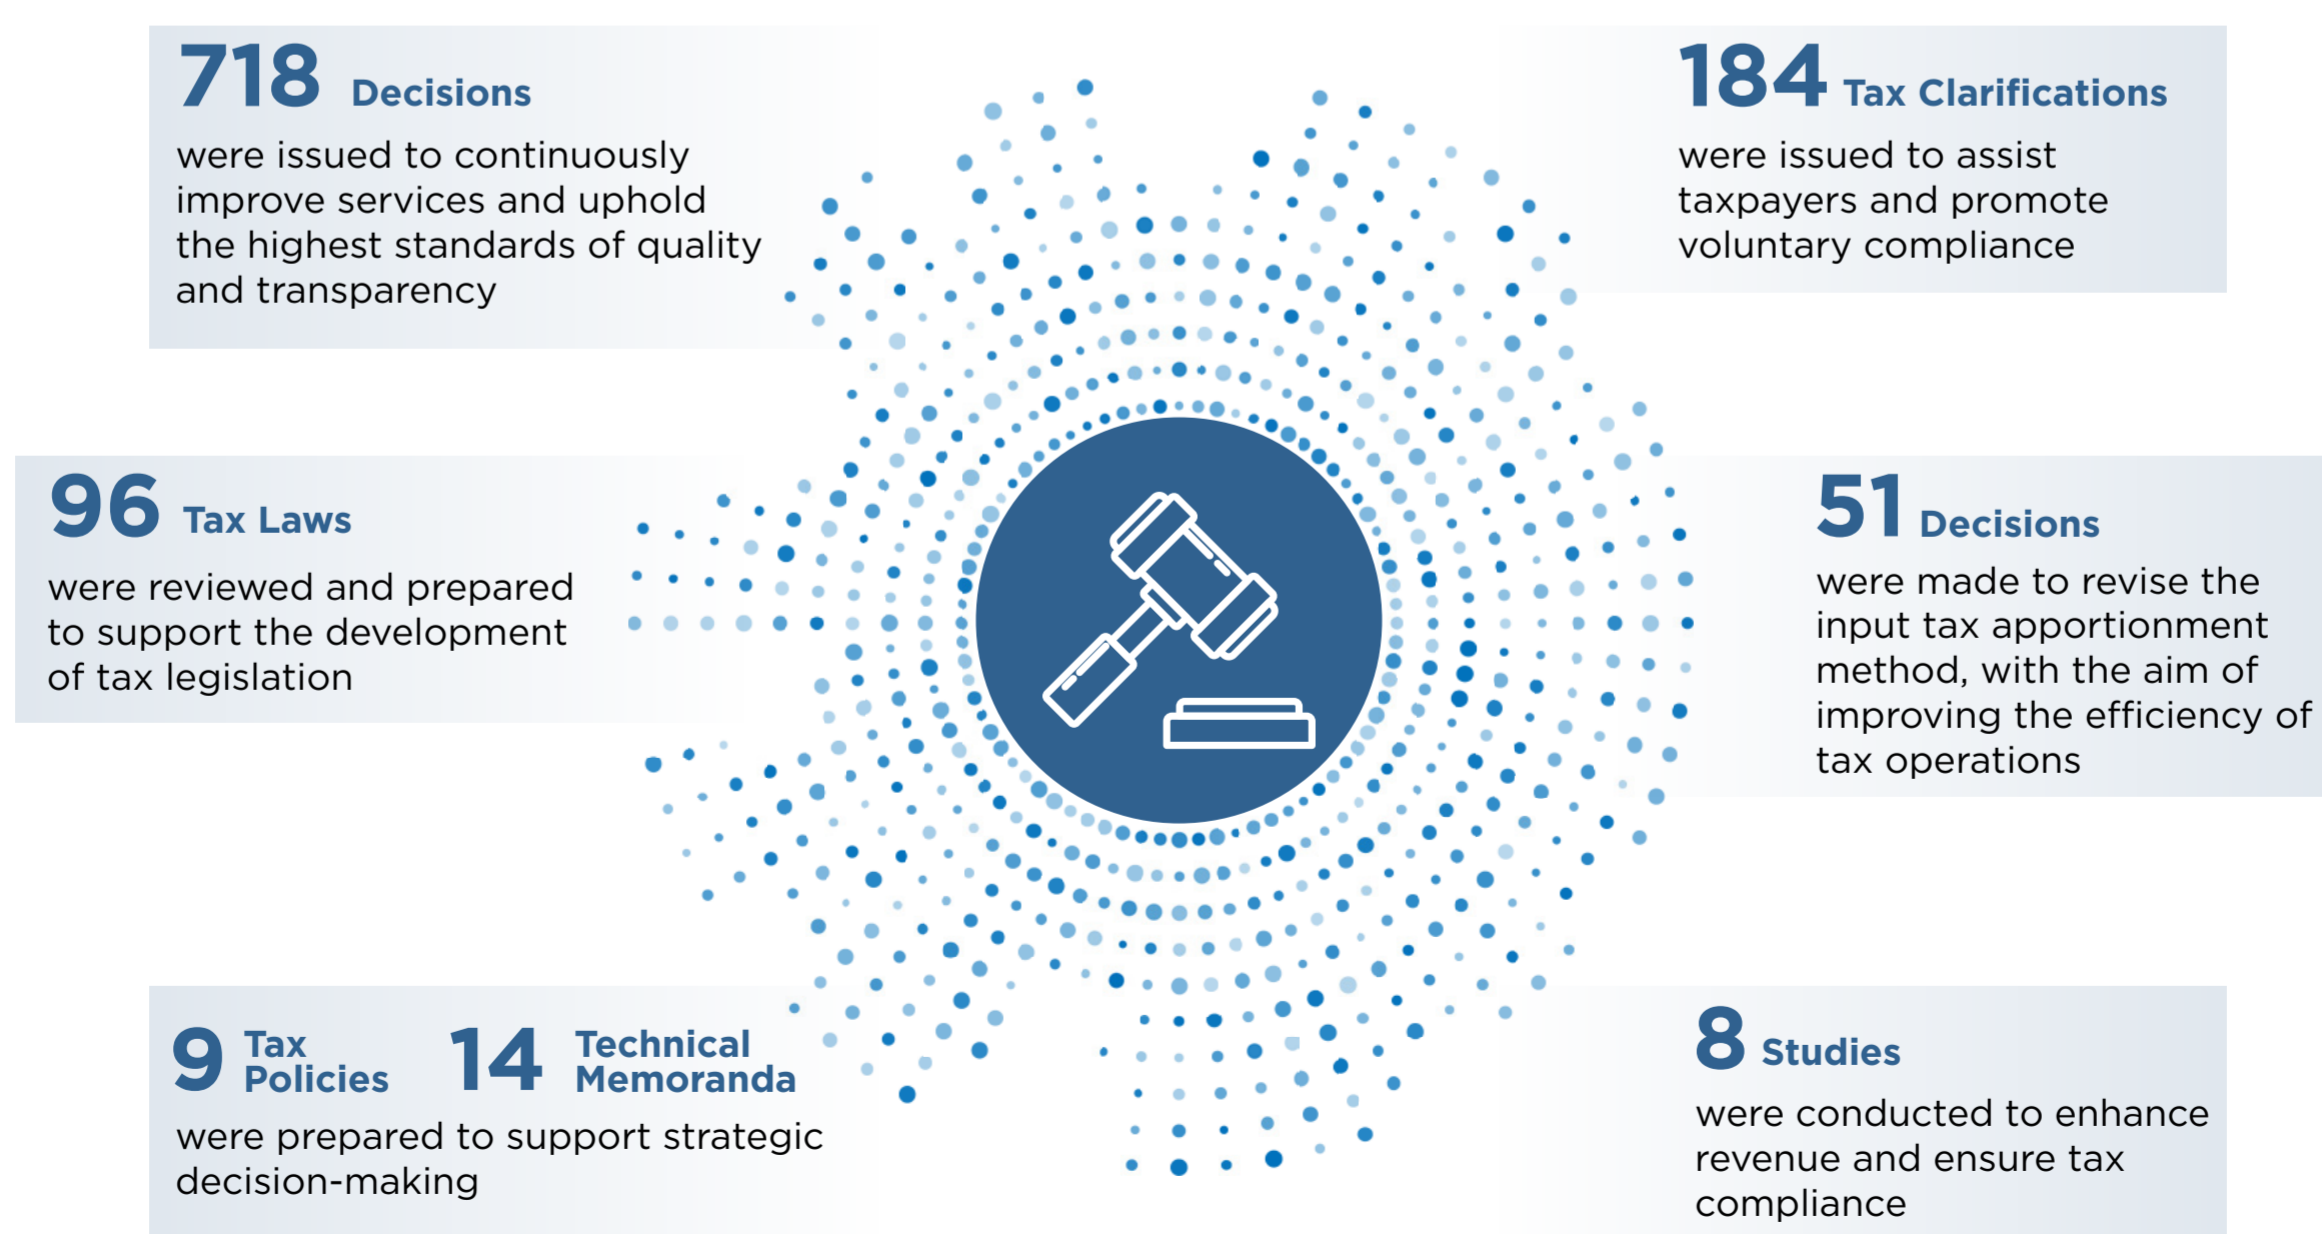 718 Decisions
were issued to continuously
improve services and uphold
the highest standards of quality
and transparency
184 Tax Clarifications
were issued to assist
taxpayers and promote
voluntary compliance
96 Tax Laws
were reviewed and prepared
to support the development
of tax legislation
51 Decisions
were made to revise the
input tax apportionment
method, with the aim of
improving the efficiency of
tax operations
9 Tax
Policies
14 Technical
Memoranda
were prepared to support strategic
decision-making
8 Studies
were conducted to enhance
revenue and ensure tax
compliance